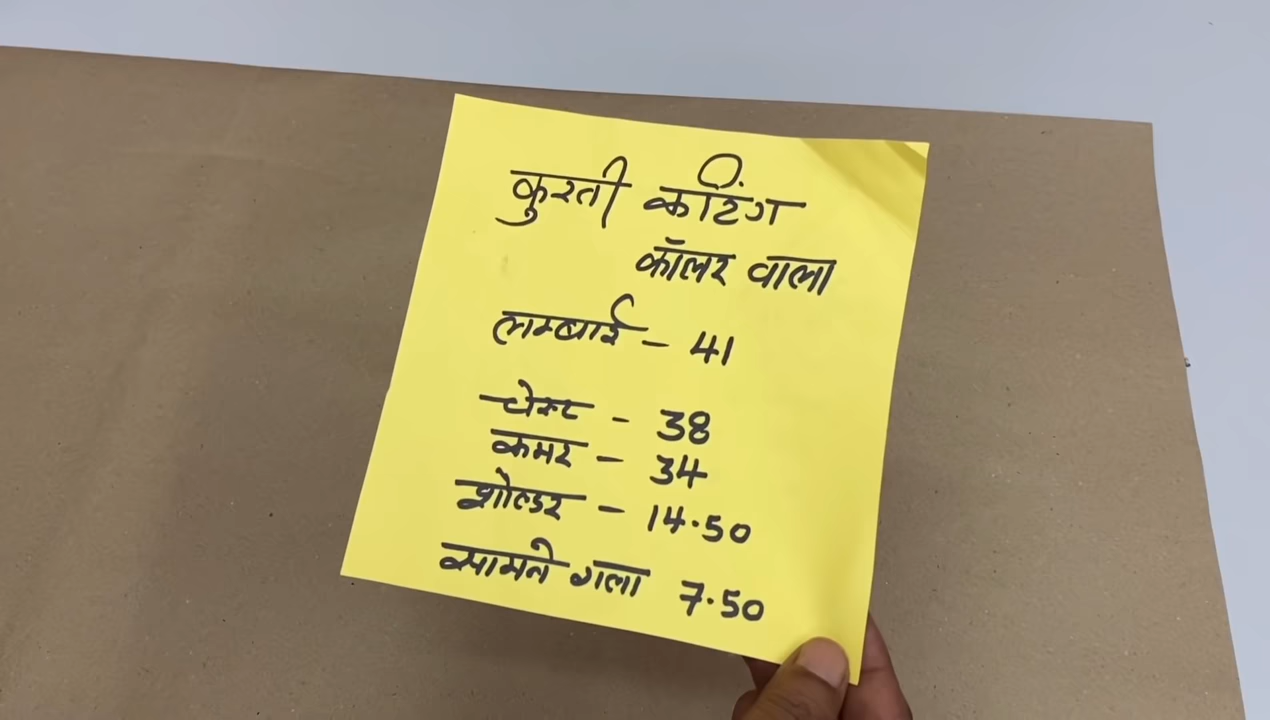 कुरती कटिंग
कॉलर वाला
लम्बाई - 41
चेस्ट - 38
कमर - 34
शोल्डर - 14.50
सामने गला 7.50